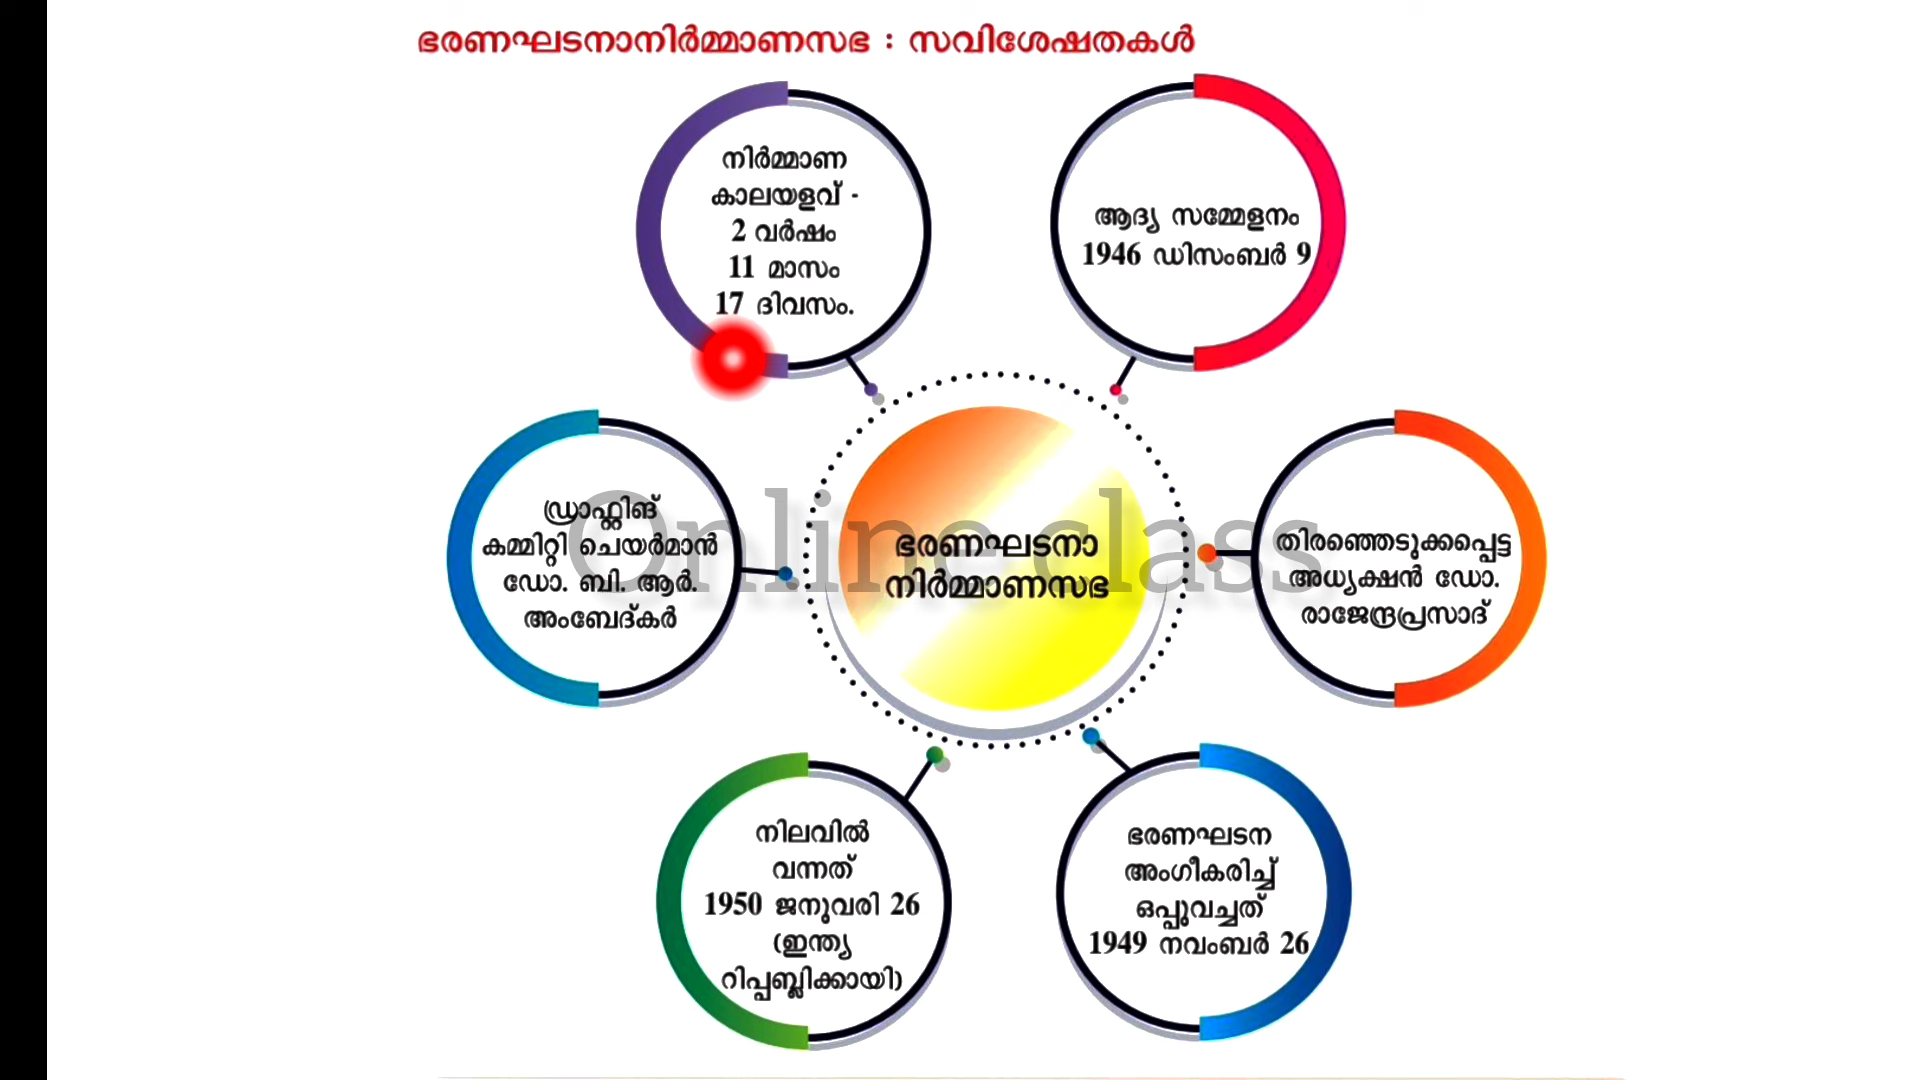 ഭരണഘടനാനിർമ്മാണസഭ : സവിശേഷതകൾ
നിർമ്മാണ
കാലയളവ് -
2 വർഷം
11 മാസം
17 ദിവസം.
ആദ്യ സമ്മേളനം
1946 ഡിസംബർ 9
ഡ്രാഫ്റ്റിങ്
കമ്മിറ്റി ചെയർമാൻ
ഡോ. ബി. ആർ.
അംബേദ്കർ
ഭരണഘടനാ
നിർമ്മാണസഭ
Online class
തിരഞ്ഞെടുക്കപ്പെട്ട
അധ്യക്ഷൻ ഡോ.
രാജേന്ദ്രപ്രസാദ്
നിലവിൽ
വന്നത്
1950 ജനുവരി 26
(ഇന്ത്യ
റിപ്പബ്ലിക്കായി)
ഭരണഘടന
അംഗീകരിച്ച്
ഒപ്പുവച്ചത്
1949 നവംബർ 26